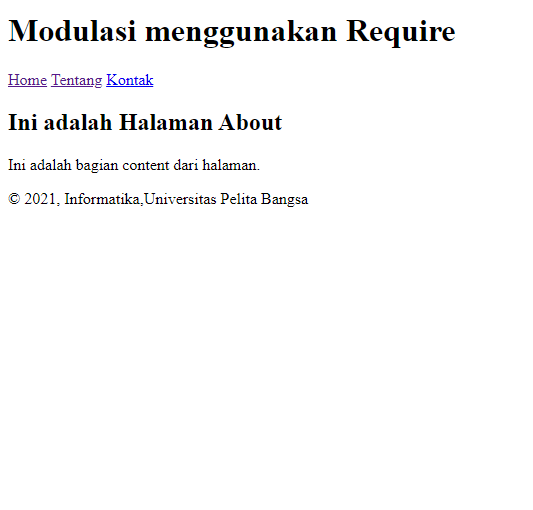 Modulasi menggunakan Require
Home Tentang Kontak
Ini adalah Halaman About
Ini adalah bagian content dari halaman.
© 2021, Informatika,Universitas Pelita Bangsa